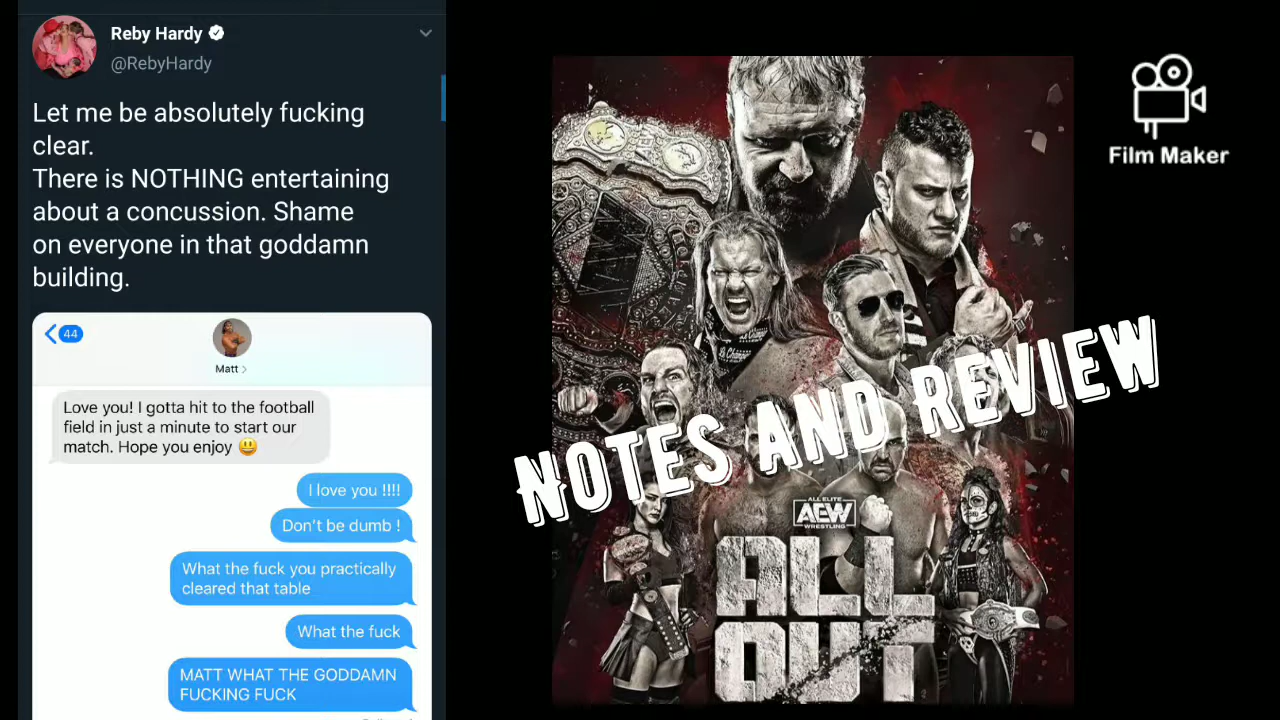 Reby Hardy
@RebyHardy
Let me be absolutely fucking
clear.
There is NOTHING entertaining
about a concussion. Shame
on everyone in that goddamn
building.
44
Matt
Love you! I gotta hit to the football
field in just a minute to start our
match. Hope you enjoy 😃
I love you !!!!
Don't be dumb !
What the fuck you practically
cleared that table
What the fuck
MATT WHAT THE GODDAMN
FUCKING FUCK
Film Maker
NOTES AND REVIEW
ALL ELITE
AEW
WRESTLING
ALL
OUT